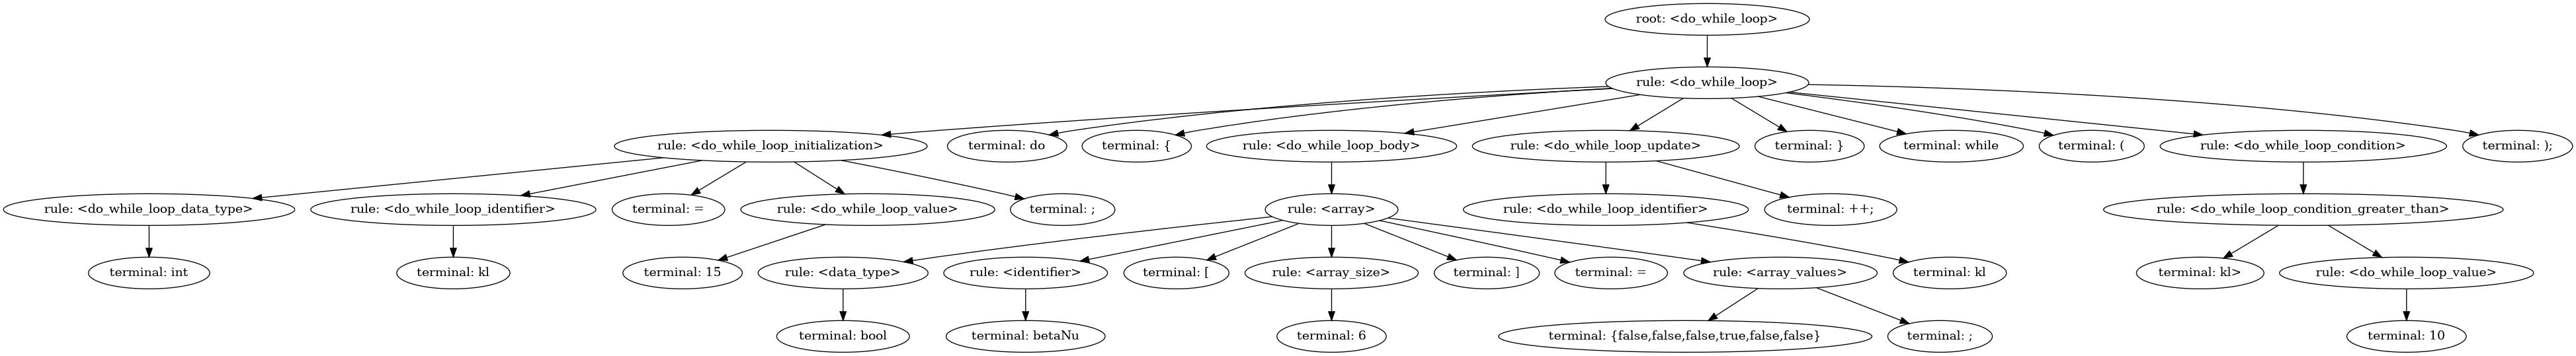 root: <do_while_loop>
rule: <do_while_loop>
rule: <do_while_loop_initialization>
terminal: do
terminal: {
rule: <do_while_loop_body>
rule: <do_while_loop_update>
terminal: }
terminal: while
terminal: (
rule: <do_while_loop_condition>
terminal: );
rule: <do_while_loop_data_type>
rule: <do_while_loop_identifier>
terminal: =
rule: <do_while_loop_value>
terminal: ;
rule: <array>
rule: <do_while_loop_identifier>
terminal: ++;
rule: <do_while_loop_condition_greater_than>
terminal: int
terminal: kl
terminal: 15
rule: <data_type>
rule: <identifier>
terminal: [
rule: <array_size>
terminal: ]
terminal: =
rule: <array_values>
terminal: kl
terminal: kl>
rule: <do_while_loop_value>
terminal: bool
terminal: betaNu
terminal: 6
terminal: {false,false,false,true,false,false}
terminal: ;
terminal: 10